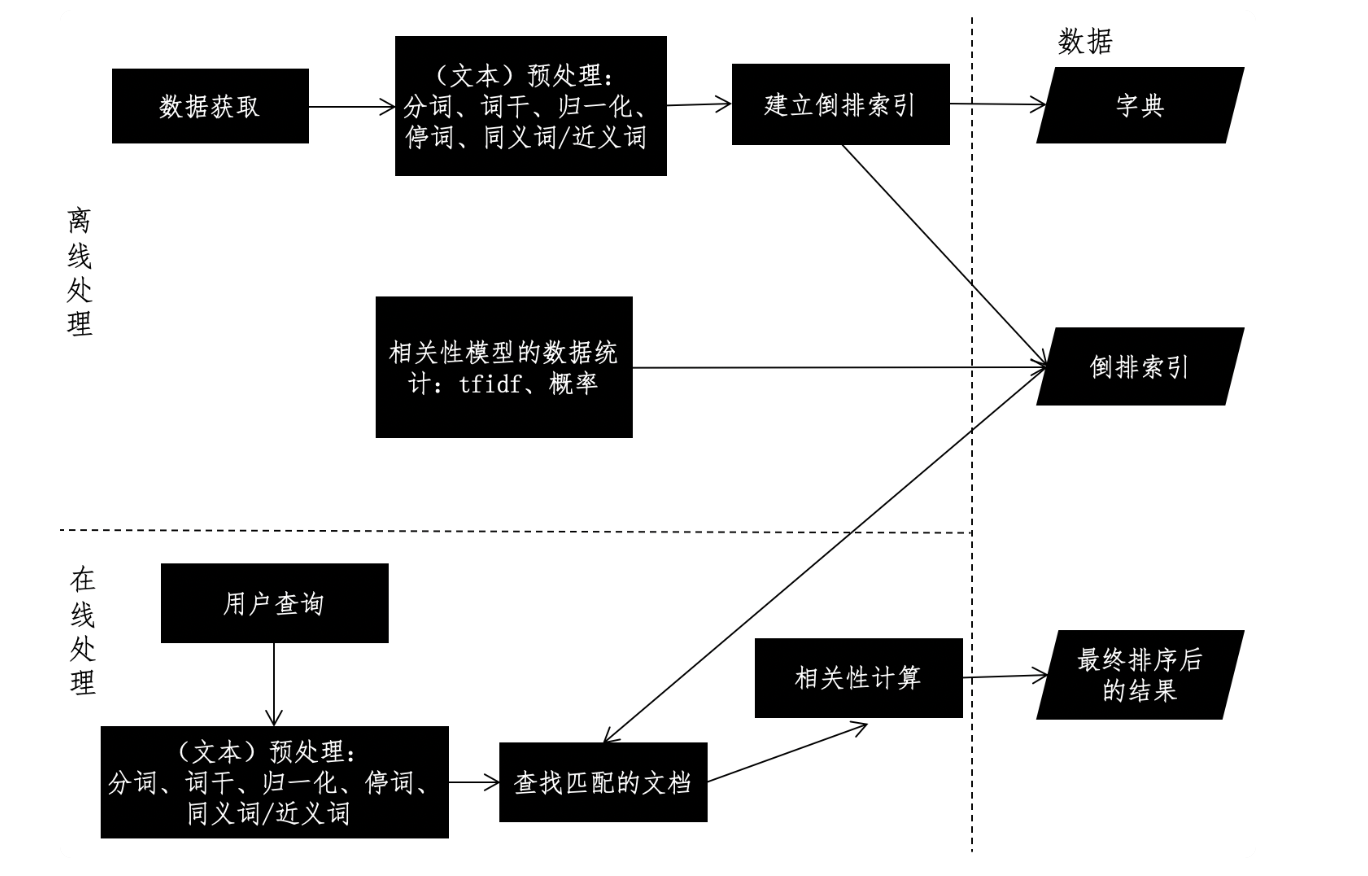 数据
数据获取
（文本）预处理：
分词、词干、归一化、
停词、同义词/近义词
建立倒排索引
字典
离线处理
相关性模型的数据统
计：tfidf、概率
倒排索引
在线处理
用户查询
（文本）预处理：
分词、词干、归一化、停词、
同义词/近义词
查找匹配的文档
相关性计算
最终排序后
的结果